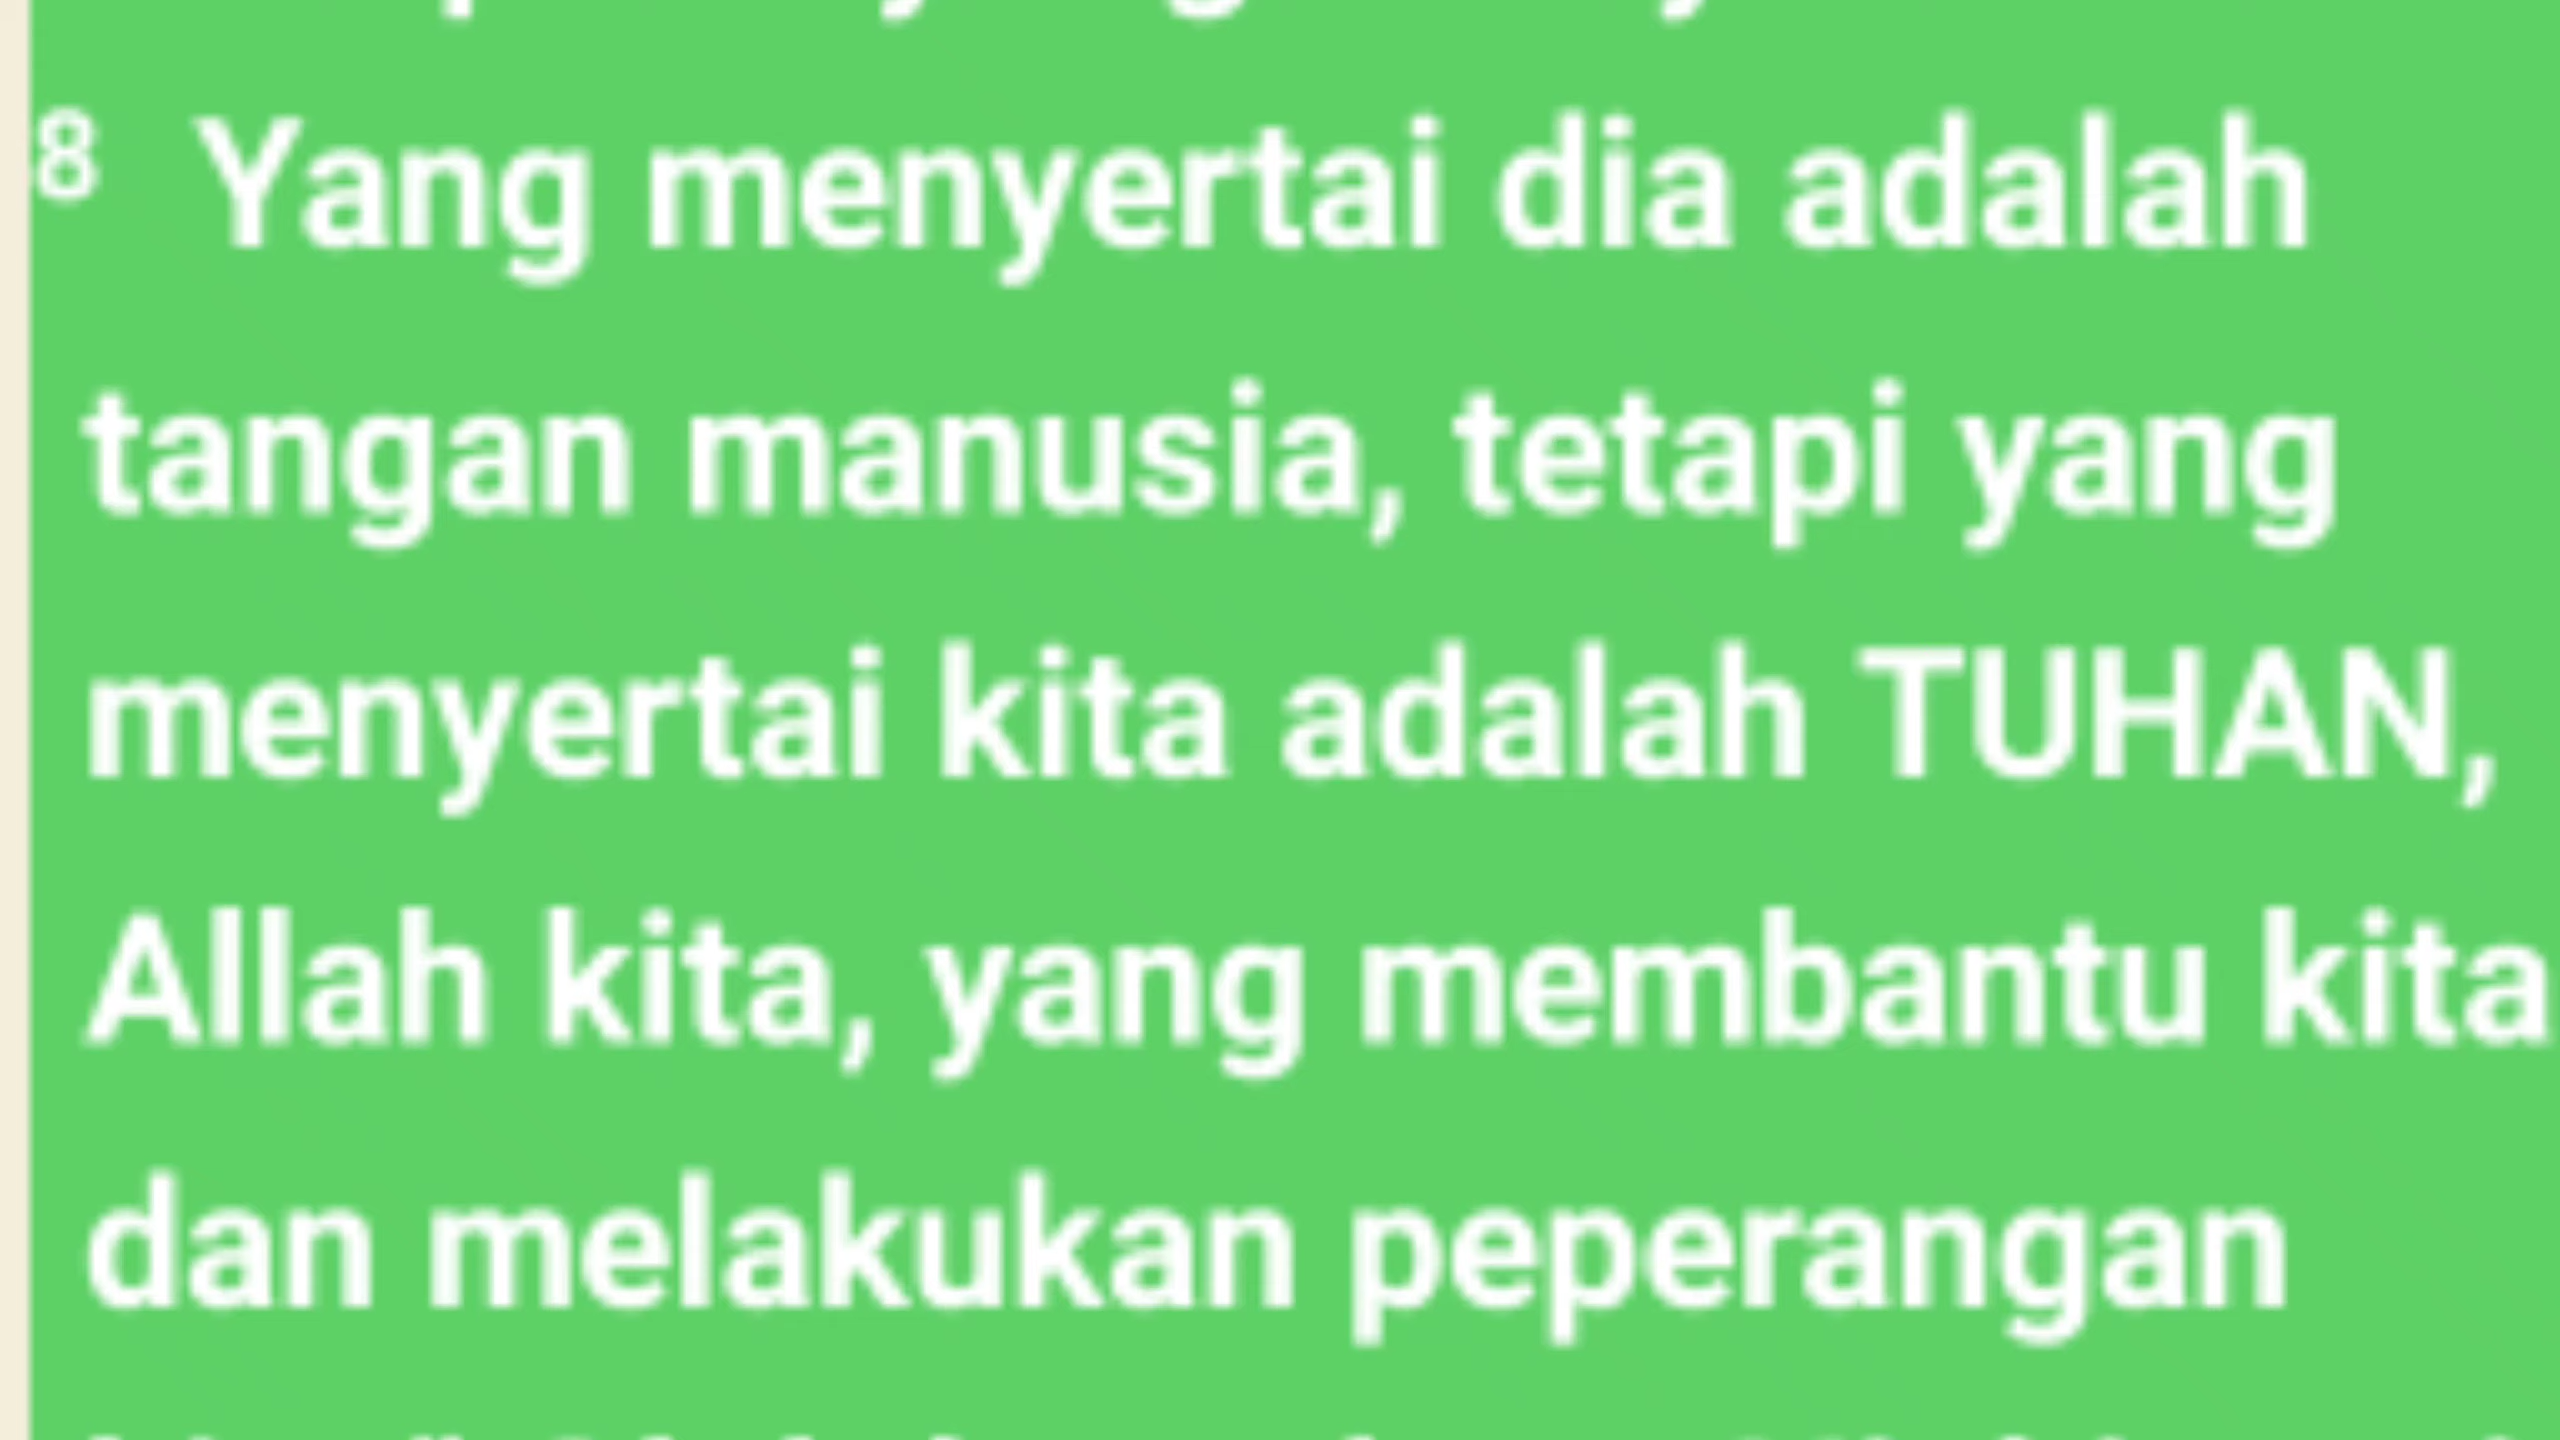 8 Yang menyertai dia adalah
tangan manusia, tetapi yang
menyertai kita adalah TUHAN,
Allah kita, yang membantu kita
dan melakukan peperangan